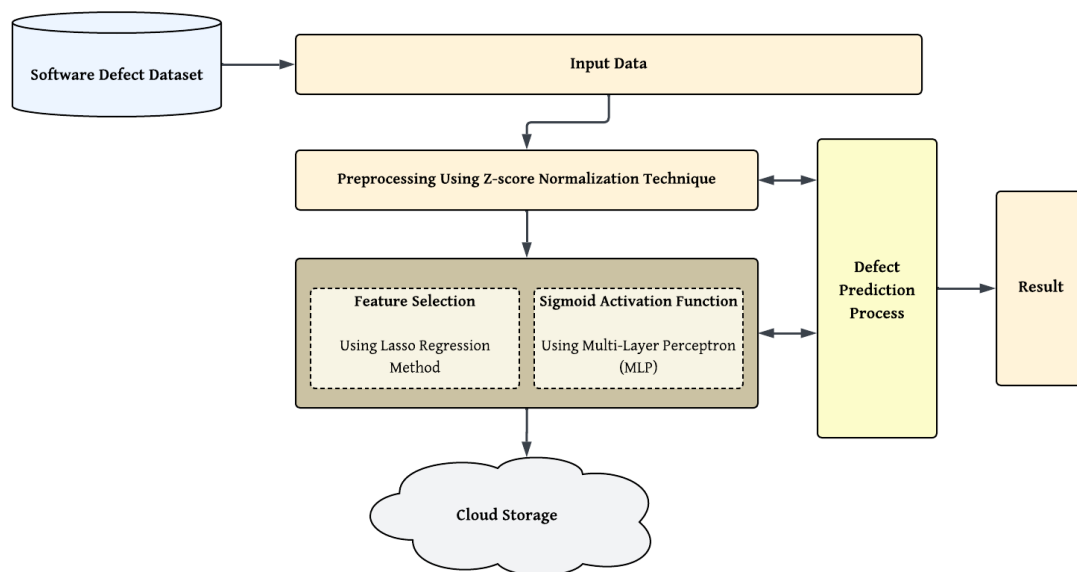 Software Defect Dataset
Input Data
Preprocessing Using Z-score Normalization Technique
Feature Selection
Using Lasso Regression
Method
Sigmoid Activation Function
Using Multi-Layer Perceptron
(MLP)
Defect
Prediction
Process
Result
Cloud Storage